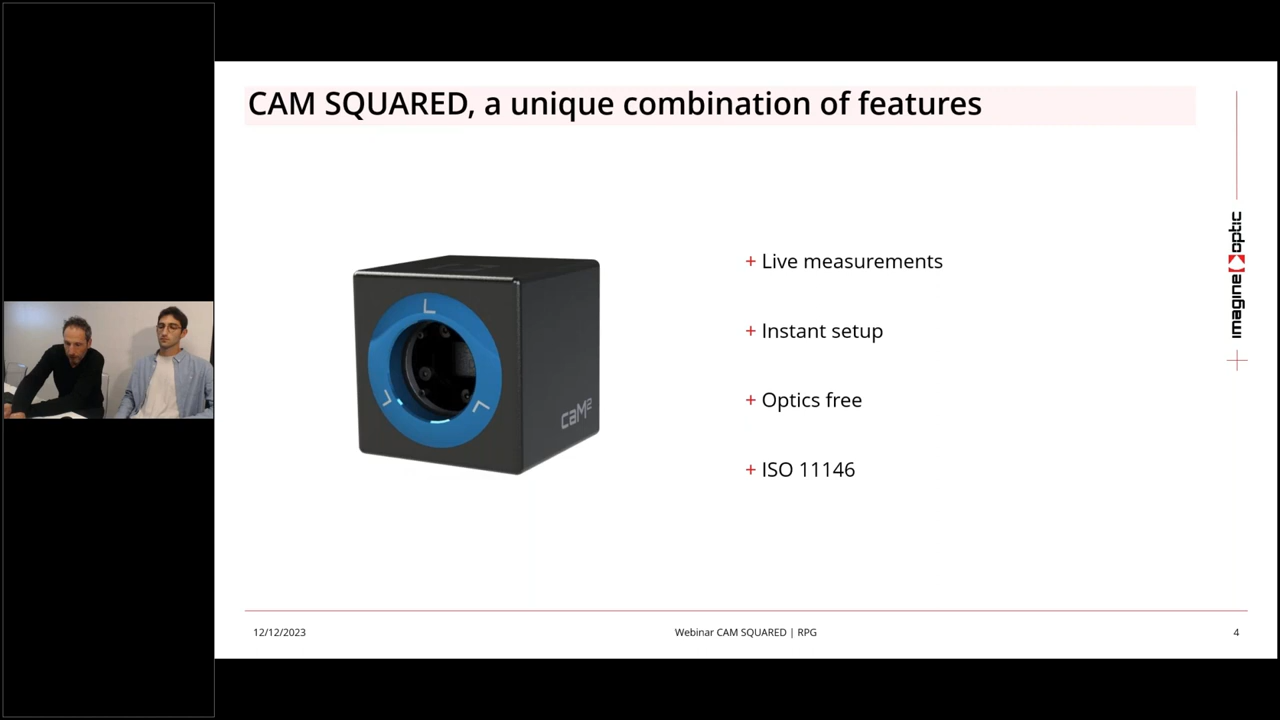 CAM SQUARED, a unique combination of features
+ Live measurements
+ Instant setup
+ Optics free
+ ISO 11146
caM²
imagine optic
12/12/2023
Webinar CAM SQUARED | RPG
4